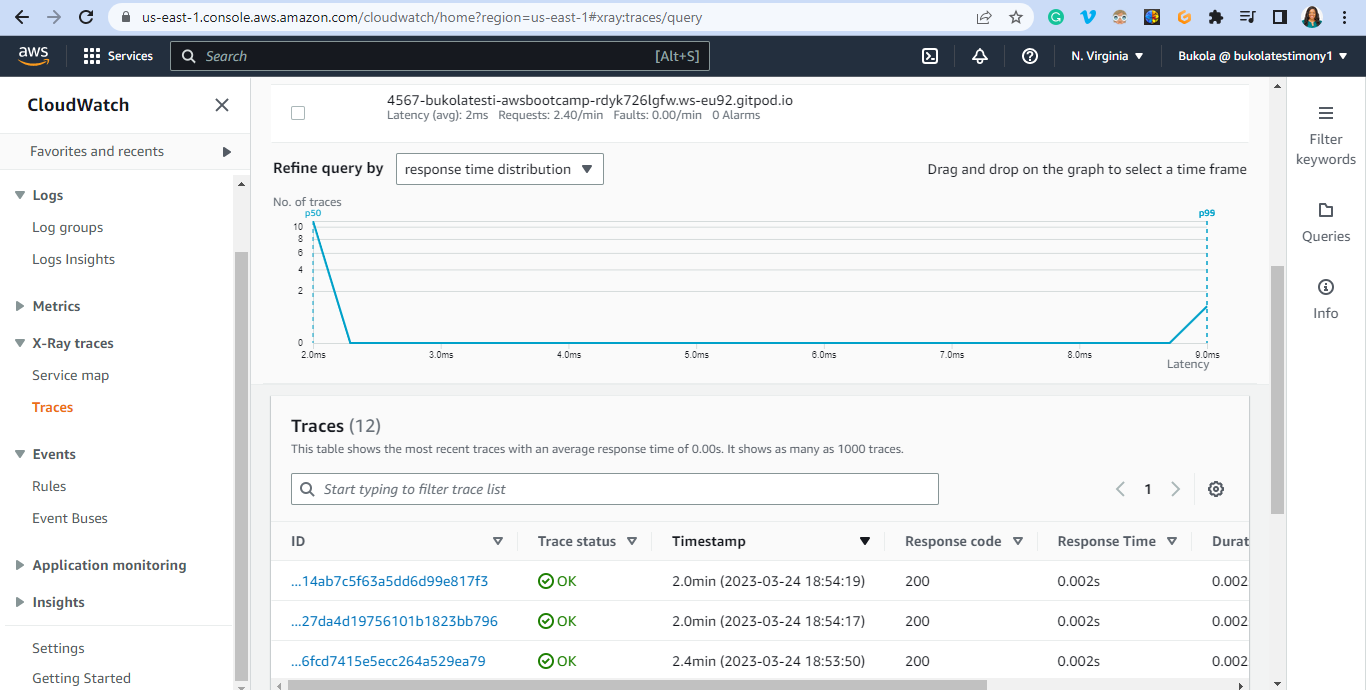 us-east-1.console.aws.amazon.com/cloudwatch/home?region=us-east-1#xray:traces/query
aws
Services
Search
[Alt+S]
N. Virginia
Bukola @ bukolatestimony1
CloudWatch
Favorites and recents
Logs
Log groups
Logs Insights
Metrics
X-Ray traces
Service map
Traces
Events
Rules
Event Buses
Application monitoring
Insights
Settings
Getting Started
4567-bukolatesti-awsbootcamp-rdyk726lgfw.ws-eu92.gitpod.io
Latency (avg): 2ms Requests: 2.40/min Faults: 0.00/min 0 Alarms
Refine query by
response time distribution
Drag and drop on the graph to select a time frame
No. of traces
p50
p99
10
8
6
4
2
0
2.0ms 3.0ms 4.0ms 5.0ms 6.0ms 7.0ms 8.0ms 9.0ms
Latency
Traces (12)
This table shows the most recent traces with an average response time of 0.00s. It shows as many as 1000 traces.
Start typing to filter trace list
1
ID Trace status Timestamp Response code Response Time Durat
...14ab7c5f63a5dd6d99e817f3 OK 2.0min (2023-03-24 18:54:19) 200 0.002s 0.002
...27da4d19756101b1823bb796 OK 2.0min (2023-03-24 18:54:17) 200 0.002s 0.002
...6fcd7415e5ecc264a529ea79 OK 2.4min (2023-03-24 18:53:50) 200 0.002s 0.002
Filter
keywords
Queries
Info